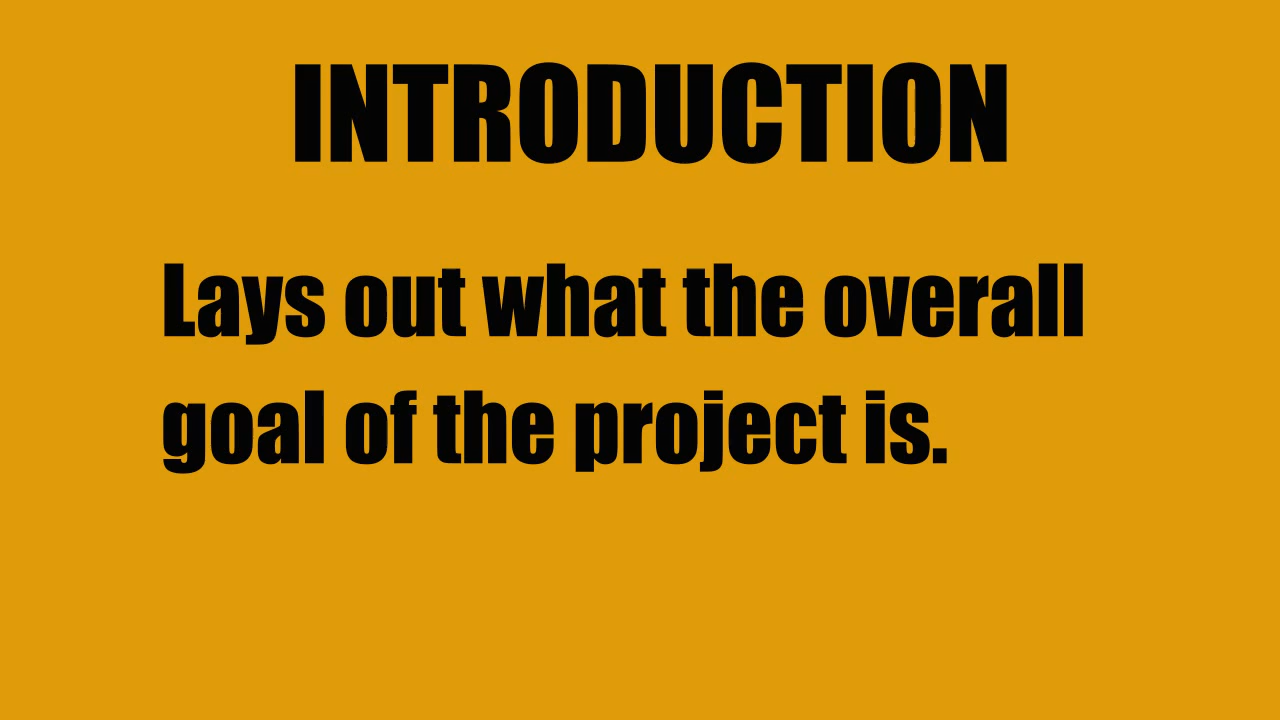 INTRODUCTION
Lays out what the overall
goal of the project is.